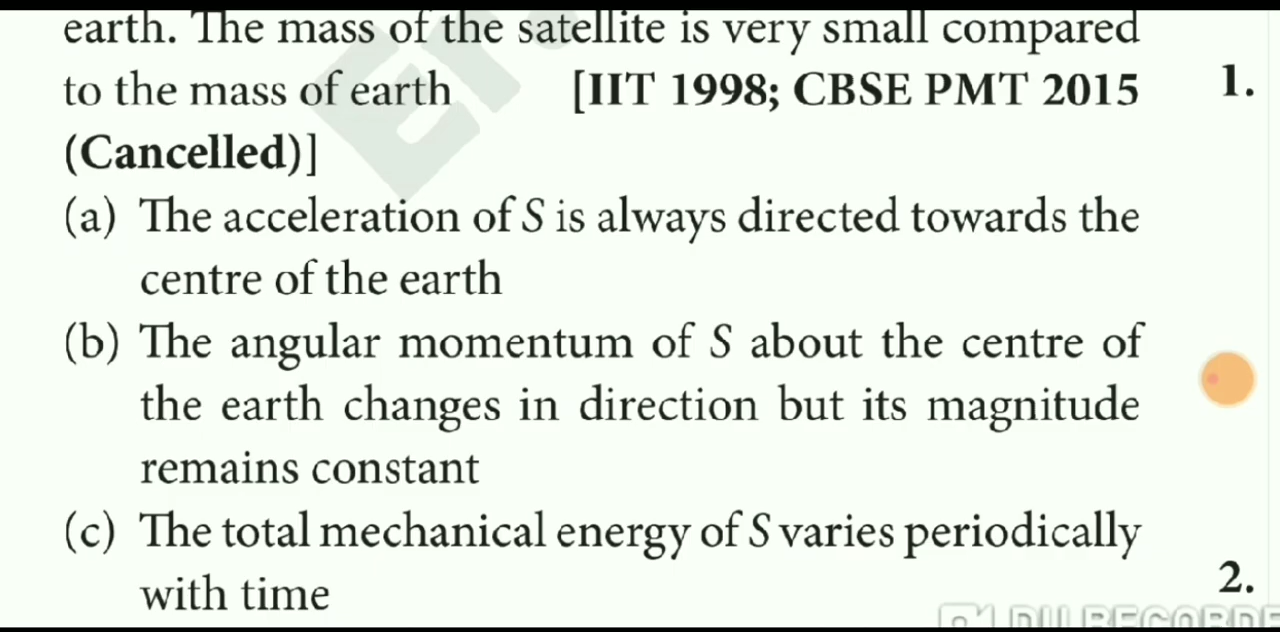 earth. The mass of the satellite is very small compared
to the mass of earth [IIT 1998; CBSE PMT 2015
(Cancelled)]
(a) The acceleration of S is always directed towards the
centre of the earth
(b) The angular momentum of S about the centre of
the earth changes in direction but its magnitude
remains constant
(c) The total mechanical energy of S varies periodically
with time
1.
2.